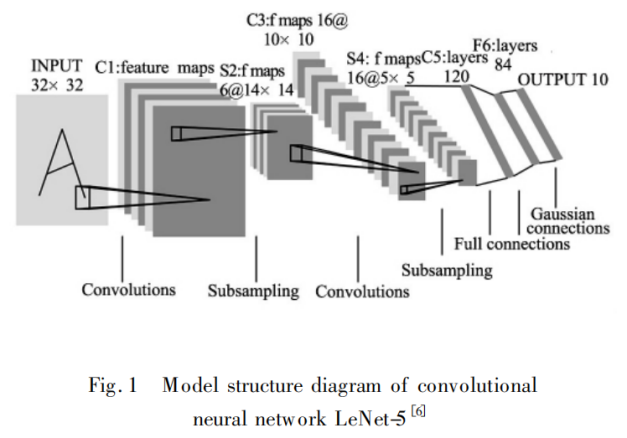 C3:f maps 16@
10× 10
INPUT
32× 32
C1:feature maps
S2:f maps
6@14× 14
S4: f maps
16@5× 5
C5:layers
120
F6:layers
84
OUTPUT 10
A
Convolutions
Subsampling
Convolutions
Subsampling
Full connections
Gaussian
connections
Fig. 1 Model structure diagram of convolutional
neural network LeNet-5[6]